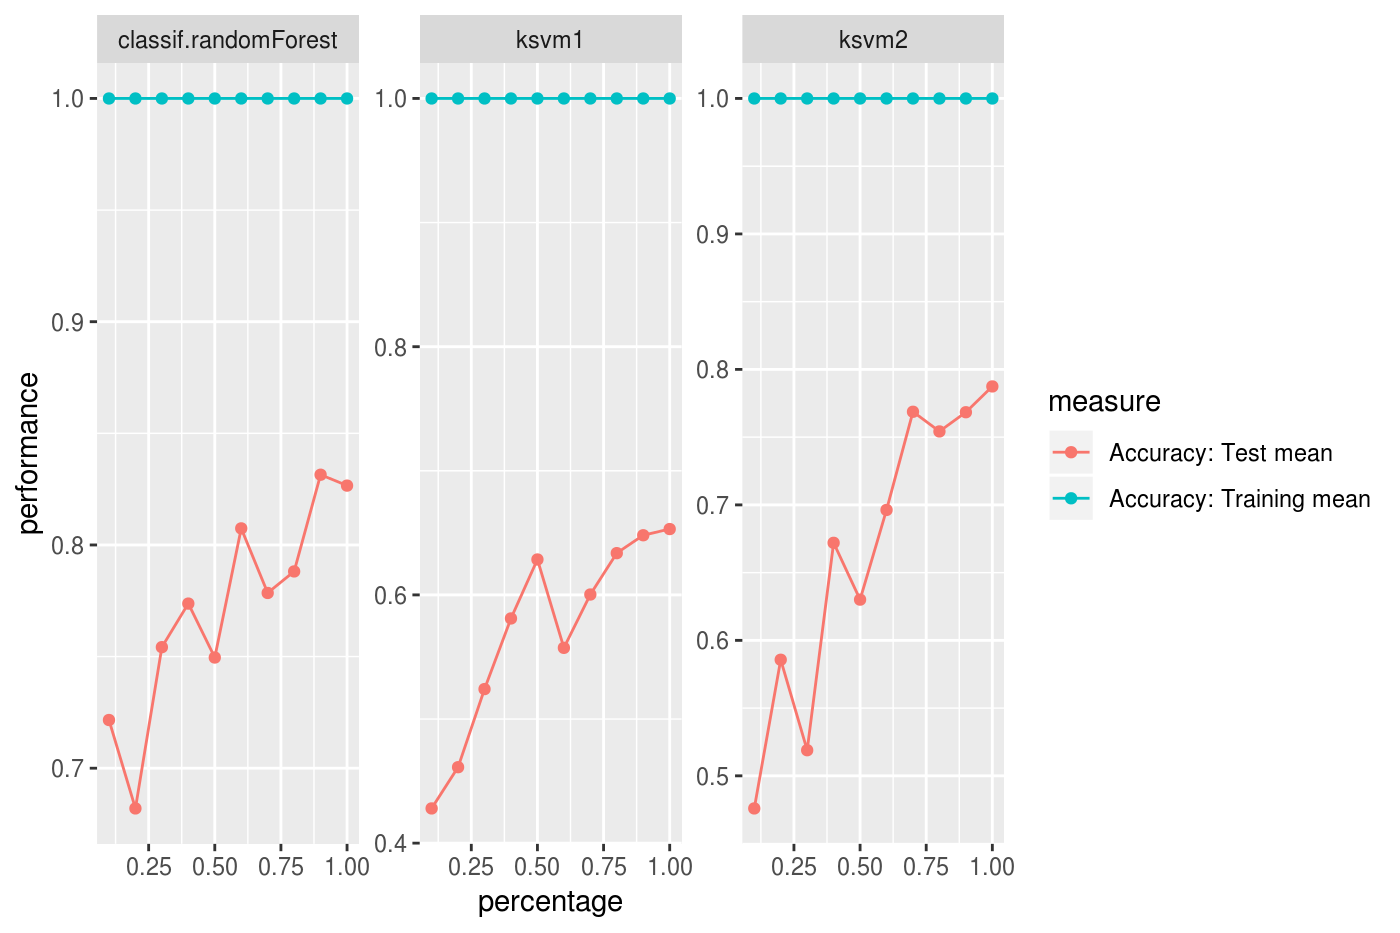 classif.randomForest
ksvm1
ksvm2
1.0
0.9
0.8
0.7
1.0
0.8
0.6
0.4
1.0
0.9
0.8
0.7
0.6
0.5
0.25 0.50 0.75 1.00
0.25 0.50 0.75 1.00
0.25 0.50 0.75 1.00
performance
percentage
measure
Accuracy: Test mean
Accuracy: Training mean